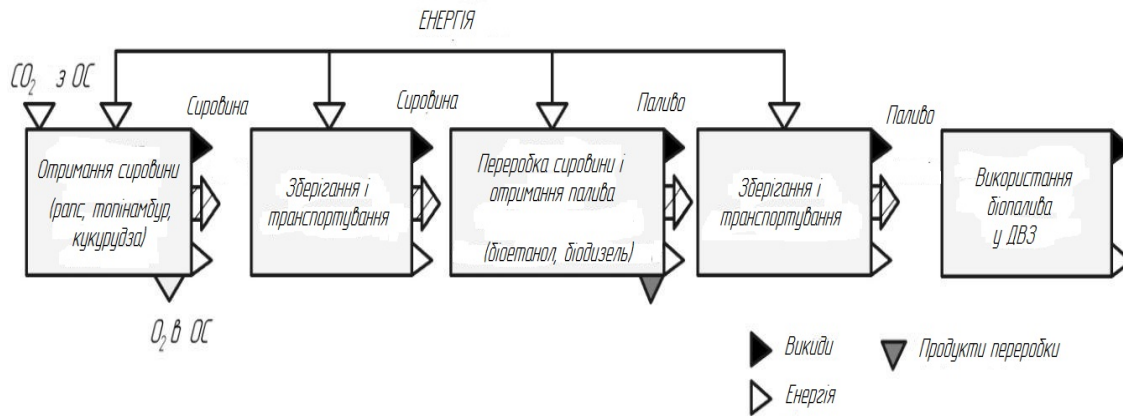 ЕНЕРГІЯ
CO₂ з ОС
Сировина
Сировина
Паливо
Паливо
Отримання сировини
(рапс, топінамбур,
кукурудза)
Зберігання і
транспортування
Переробка сировини і
отримання палива
(біоетанол, біодизель)
Зберігання і
транспортування
Використання
біопалива
у ДВЗ
O₂ в ОС
Викиди
Продукти переробки
Енергія